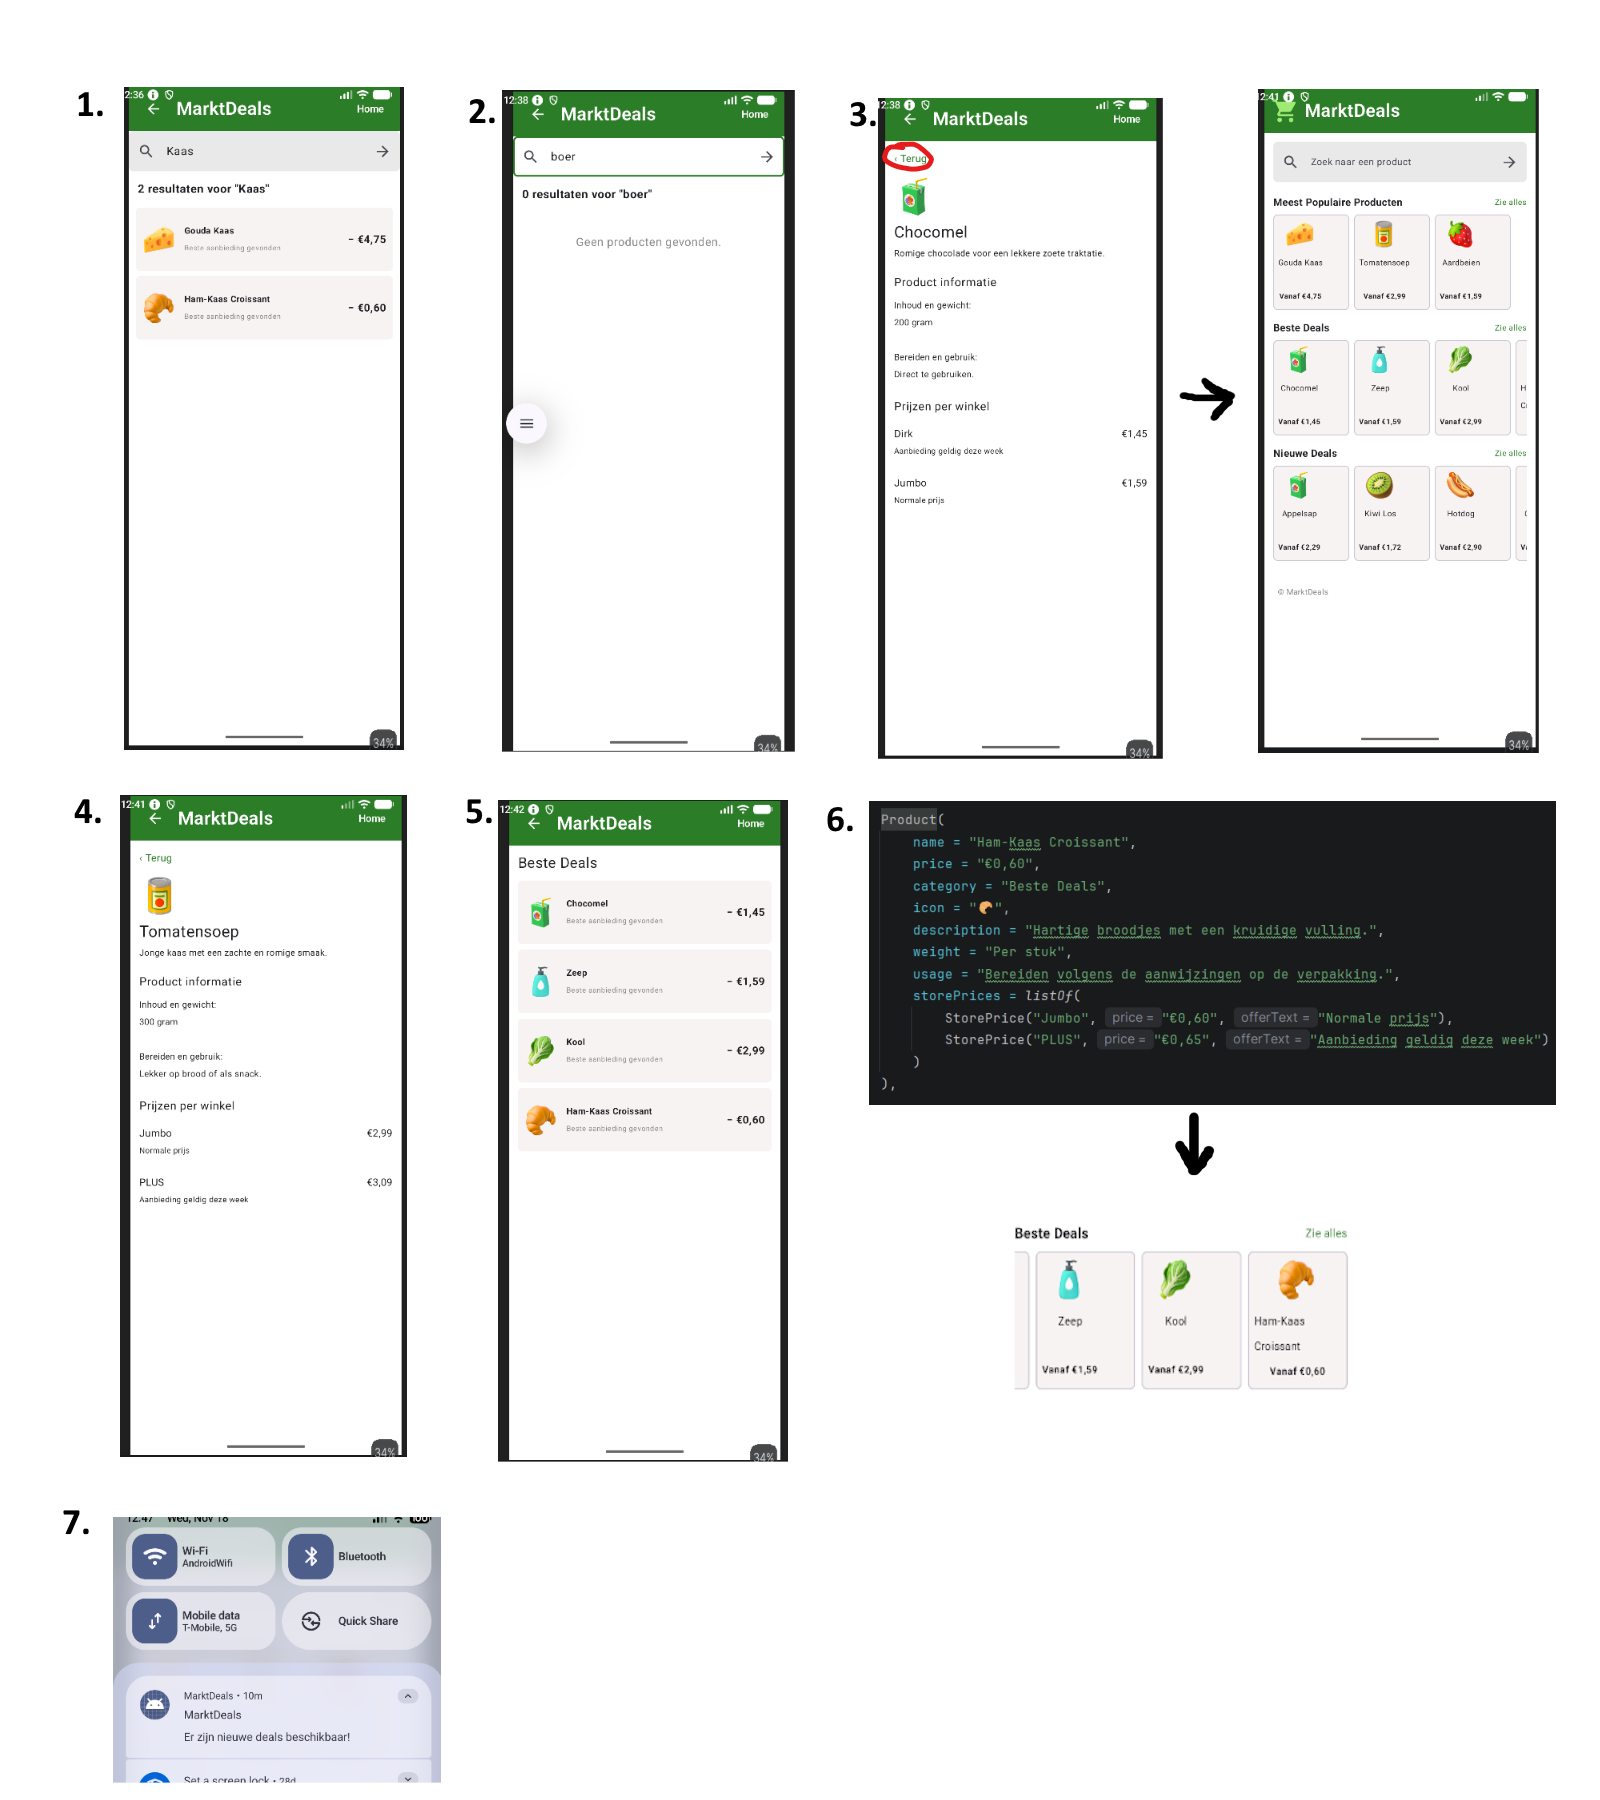 1.
2:36
MarktDeals
Home
Kaas
2 resultaten voor "Kaas"
Gouda Kaas
Beste aanbieding gevonden
- €4,75
Ham-Kaas Croissant
Beste aanbieding gevonden
- €0,60
34%
2.
12:38
MarktDeals
Home
boer
0 resultaten voor "boer"
Geen producten gevonden.
34%
3.
2:38
MarktDeals
Home
‹ Terug
Chocomel
Romige chocolade voor een lekkere zoete traktatie.
Product informatie
Inhoud en gewicht:
200 gram
Bereiden en gebruik:
Direct te gebruiken.
Prijzen per winkel
Dirk €1,45
Aanbieding geldig deze week
Jumbo €1,59
Normale prijs
34%
12:41
MarktDeals
Zoek naar een product
Meest Populaire Producten Zie alles
Gouda Kaas Tomatensoep Aardbeien
Vanaf €4,75 Vanaf €2,99 Vanaf €1,59
Beste Deals Zie alles
Chocomel Zeep Kool H
C
Vanaf €1,45 Vanaf €1,59 Vanaf €2,99
Nieuwe Deals Zie alles
Appelsap Kiwi Los Hotdog
Vanaf €2,29 Vanaf €1,72 Vanaf €2,90 V
© MarktDeals
34%
4.
12:41
MarktDeals
Home
‹ Terug
Tomatensoep
Jonge kaas met een zachte en romige smaak.
Product informatie
Inhoud en gewicht:
300 gram
Bereiden en gebruik:
Lekker op brood of als snack.
Prijzen per winkel
Jumbo €2,99
Normale prijs
PLUS €3,09
Aanbieding geldig deze week
34%
5.
12:42
MarktDeals
Home
Beste Deals
Chocomel
Beste aanbieding gevonden
- €1,45
Zeep
Beste aanbieding gevonden
- €1,59
Kool
Beste aanbieding gevonden
- €2,99
Ham-Kaas Croissant
Beste aanbieding gevonden
- €0,60
34%
6.
Product(
name = "Ham-Kaas Croissant",
price = "€0,60",
category = "Beste Deals",
icon = "🥐",
description = "Hartige broodjes met een kruidige vulling.",
weight = "Per stuk",
usage = "Bereiden volgens de aanwijzingen op de verpakking.",
storePrices = listOf(
StorePrice("Jumbo", price = "€0,60", offerText = "Normale prijs"),
StorePrice("PLUS", price = "€0,65", offerText = "Aanbieding geldig deze week")
)
),
Beste Deals Zie alles
Zeep Kool Ham-Kaas
Croissant
Vanaf €1,59 Vanaf €2,99 Vanaf €0,60
7.
12:47 Wed, Nov 18
100
Wi-Fi
AndroidWifi
Bluetooth
Mobile data
T-Mobile, 5G
Quick Share
MarktDeals • 10m
MarktDeals
Er zijn nieuwe deals beschikbaar!
Set a screen lock • 28d